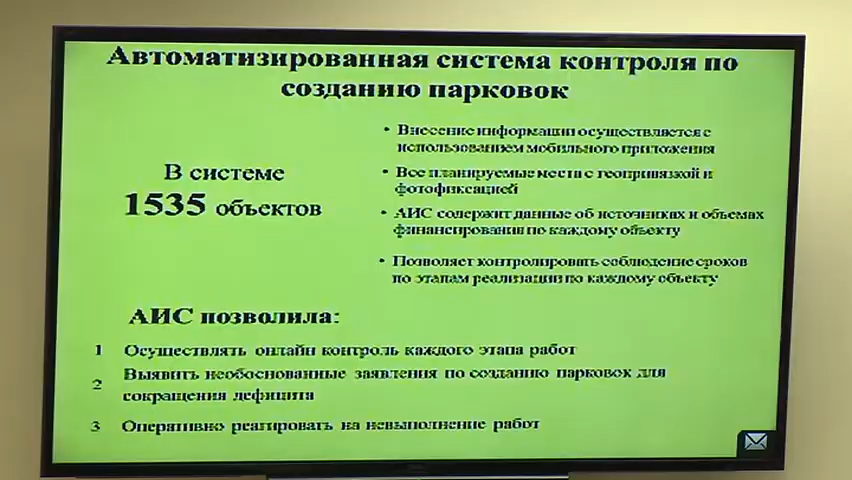 Автоматизированная система контроля по
созданию парковок
В системе
1535 объектов
• Внесение информации осуществляется с
использованием мобильного приложения
• Все планируемые места с геопривязкой и
фотофиксацией
• АИС содержит данные об источниках и объемах
финансирования по каждому объекту
• Позволяет контролировать соблюдение сроков
по этапам реализации по каждому объекту
АИС позволила:
1 Осуществлять онлайн контроль каждого этапа работ
2 Выявить необоснованные заявления по созданию парковок для
сокращения дефицита
3 Оперативно реагировать на невыполнение работ